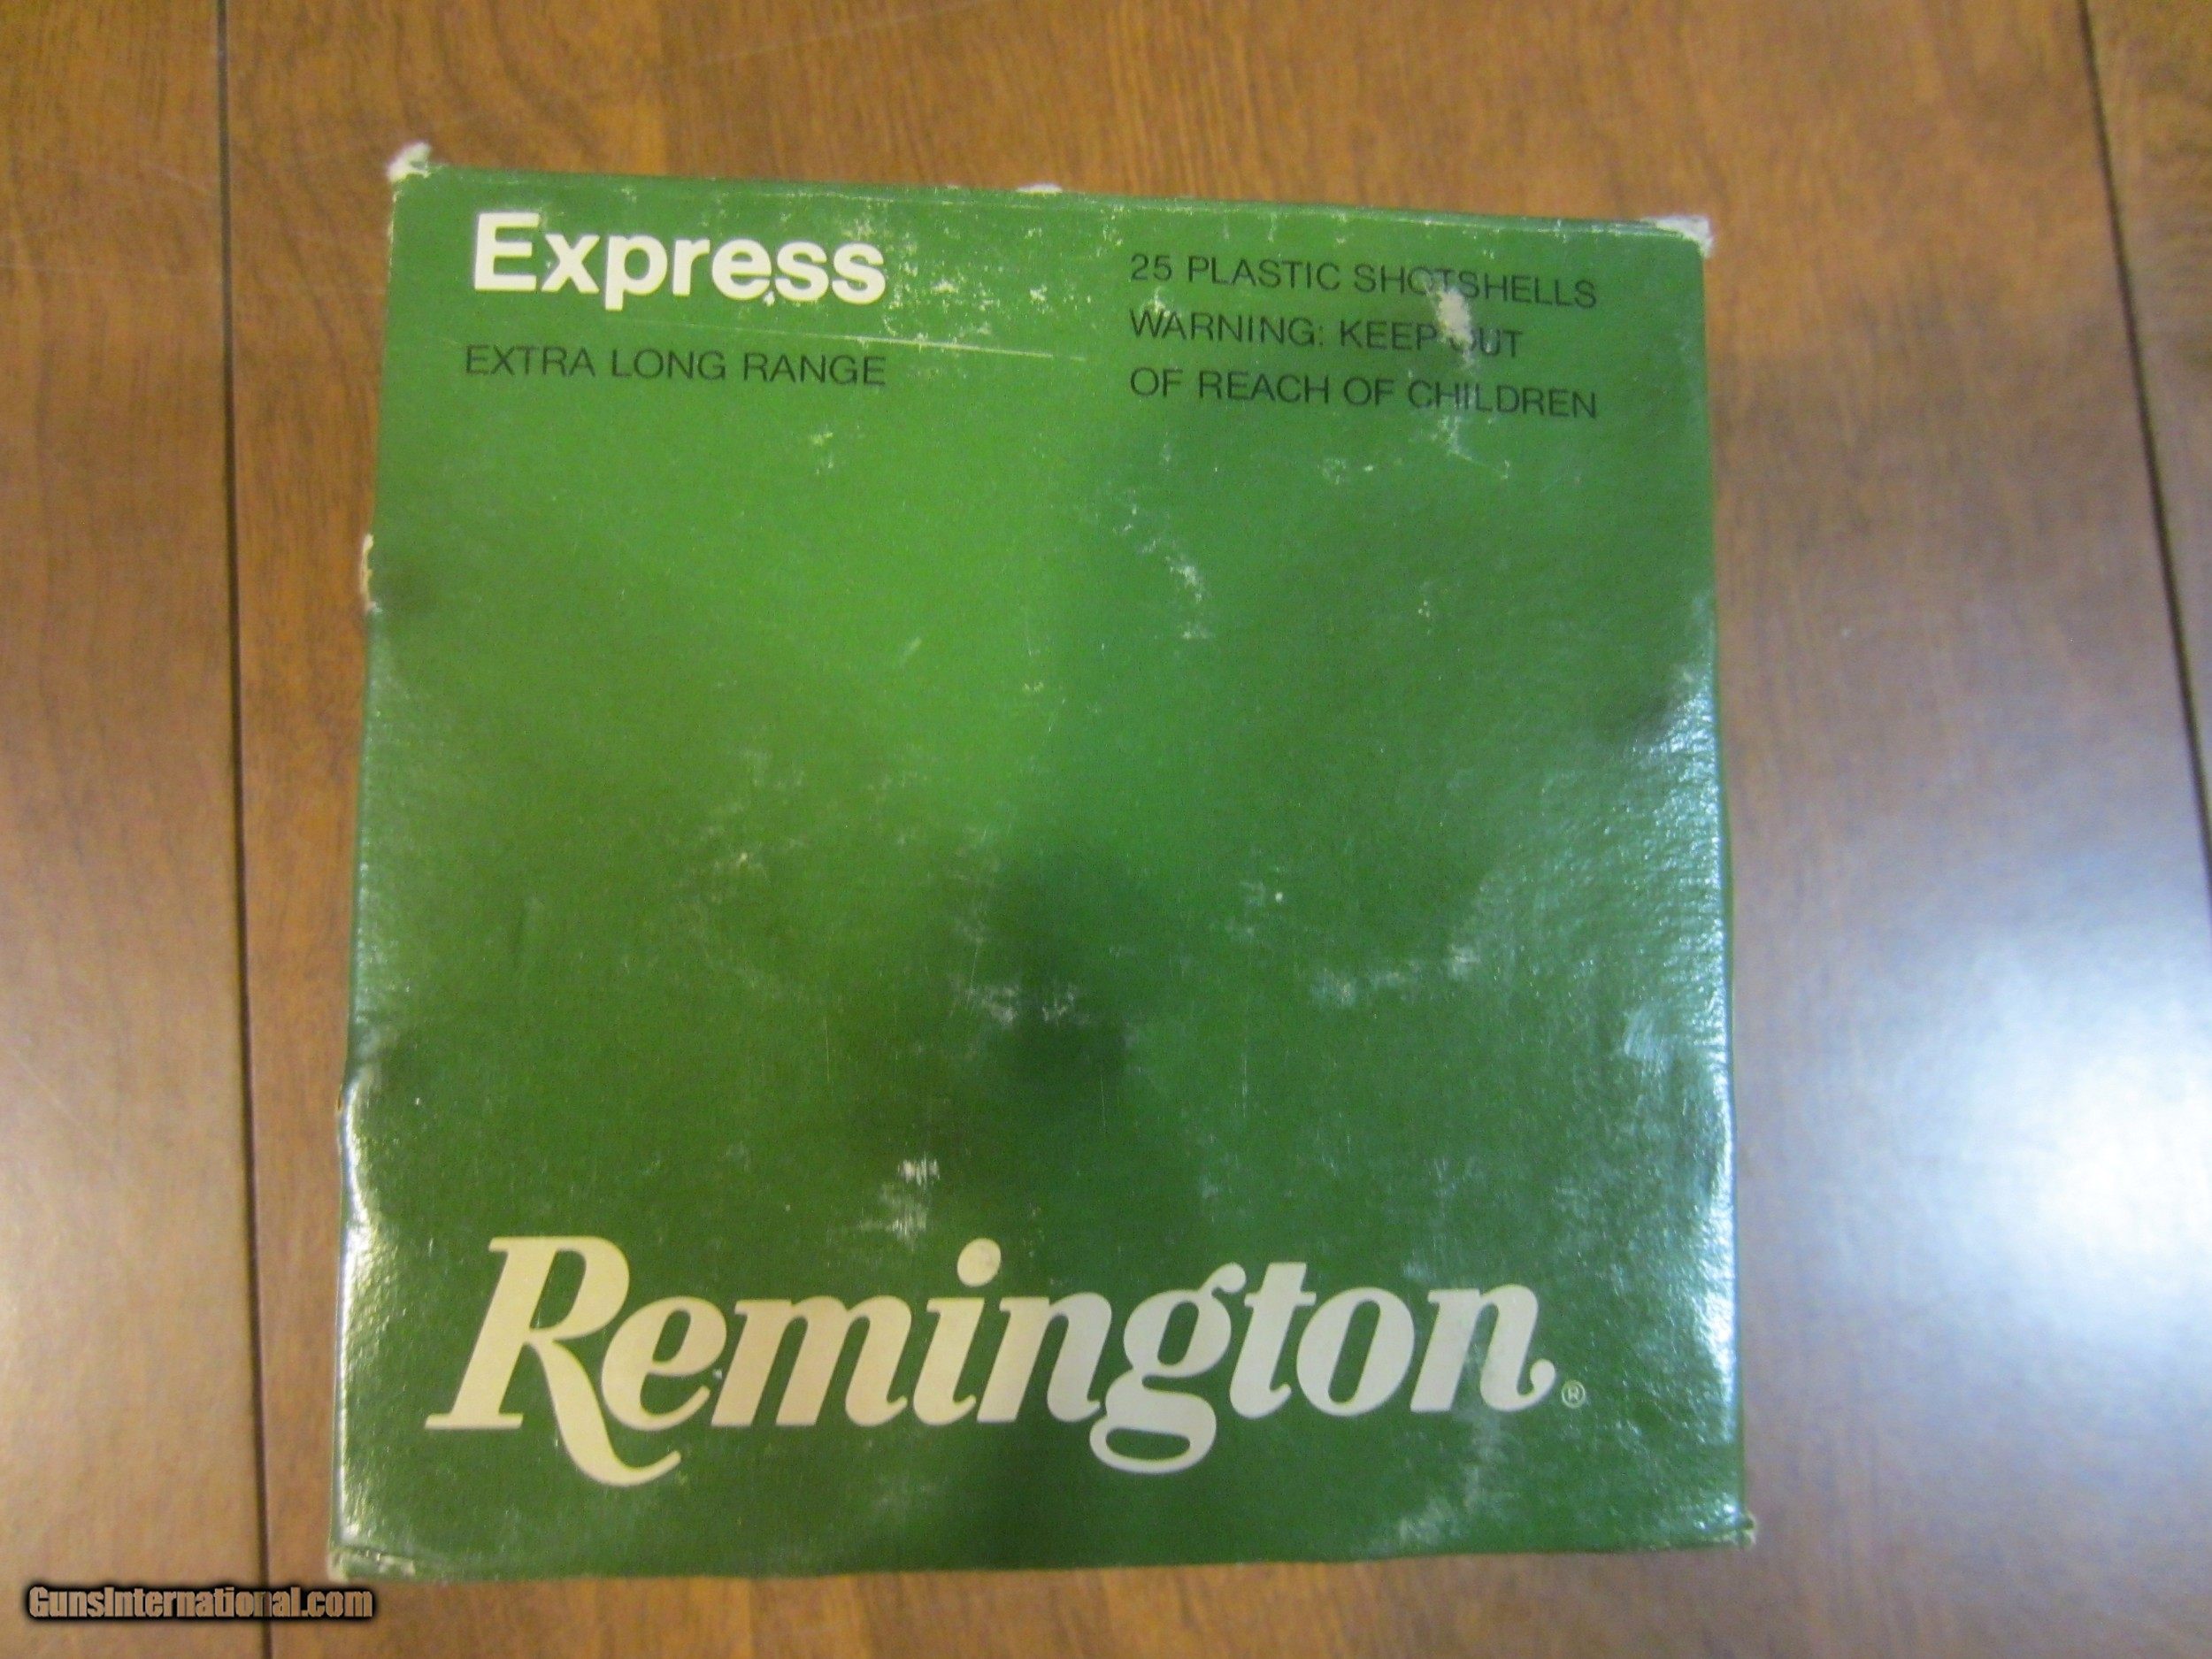 Express
EXTRA LONG RANGE
25 PLASTIC SHOTSHELLS
WARNING: KEEP OUT
OF REACH OF CHILDREN
Remington®
GunsInternational.com